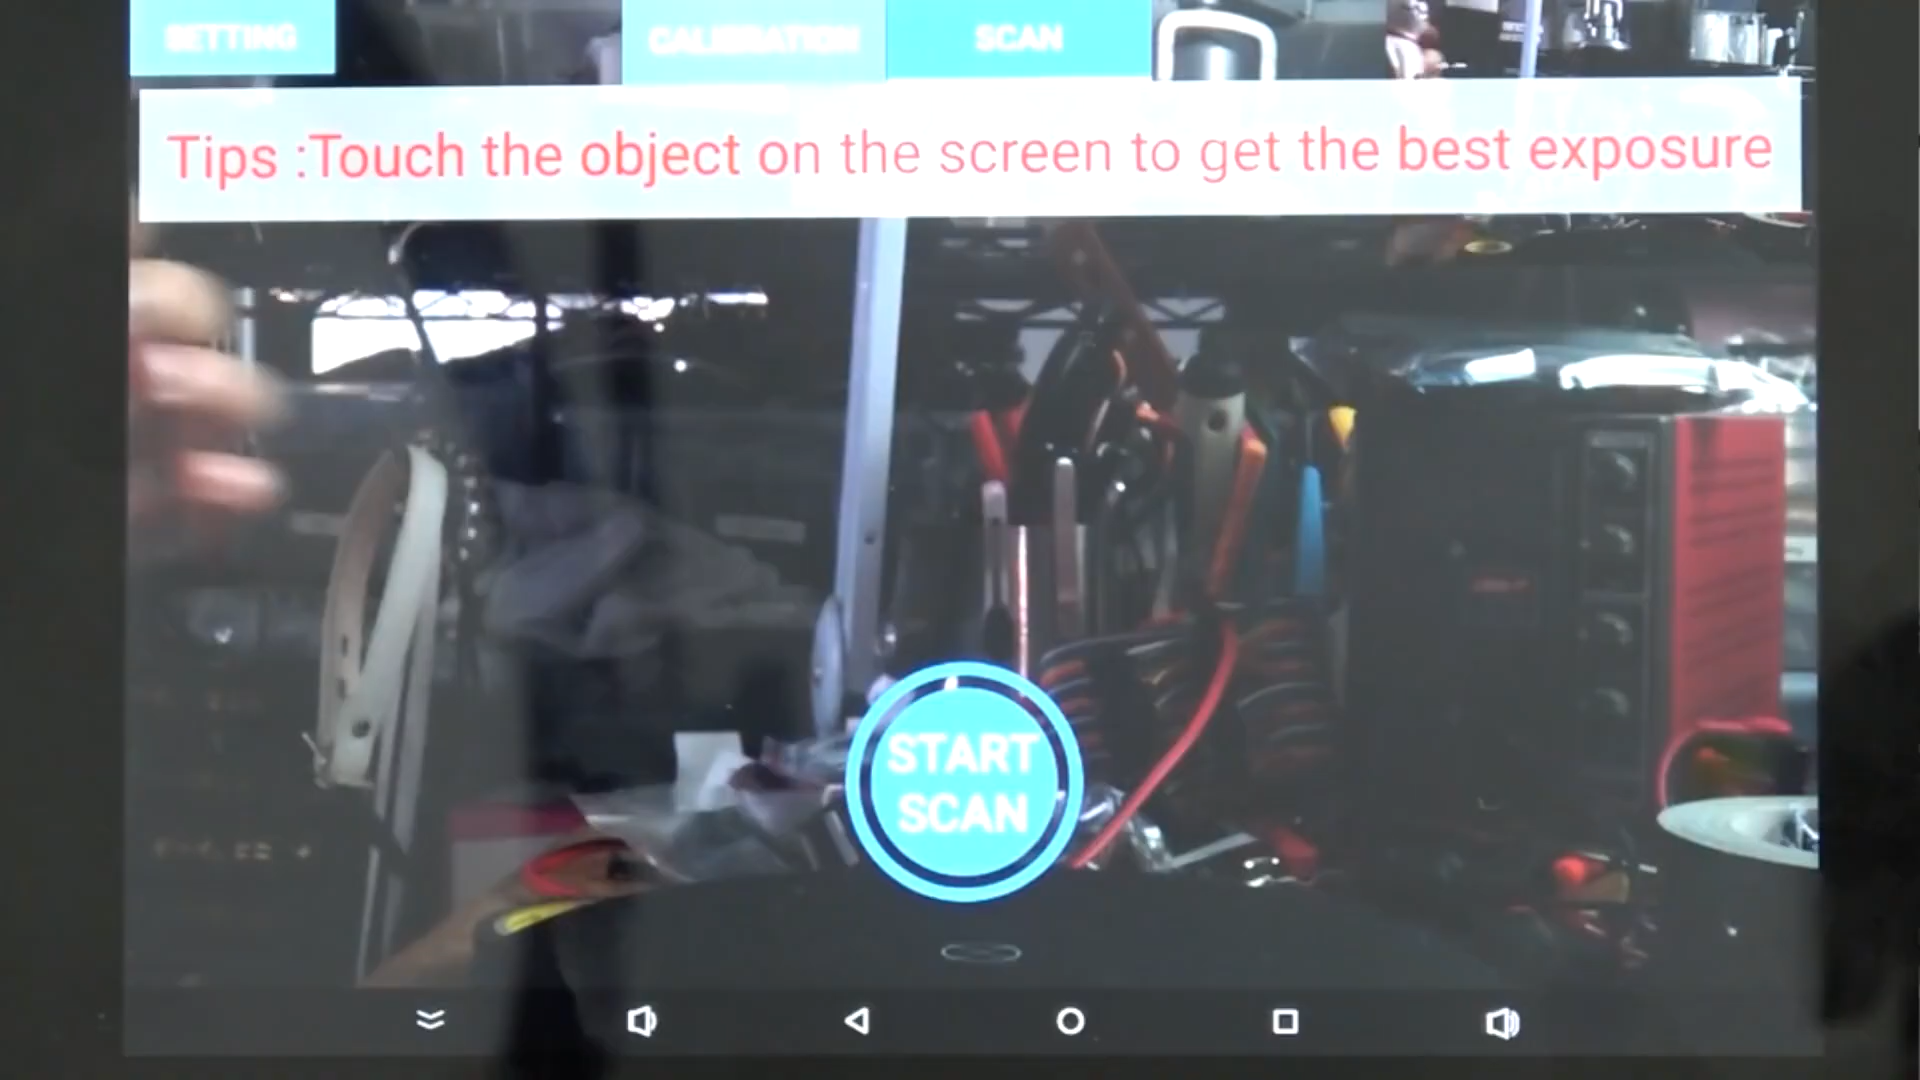 SETTING
CALIBRATION
SCAN
Tips :Touch the object on the screen to get the best exposure
START
SCAN